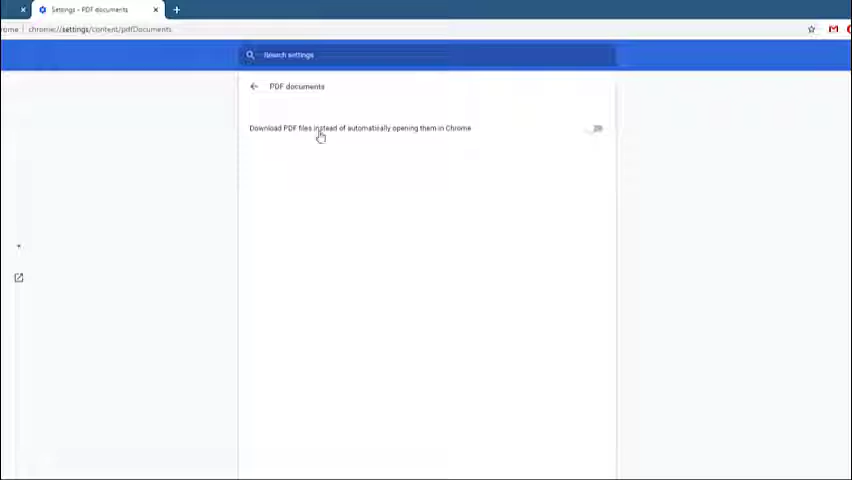 Settings - PDF documents
ome chrome://settings/content/pdfDocuments
Search settings
PDF documents
Download PDF files instead of automatically opening them in Chrome